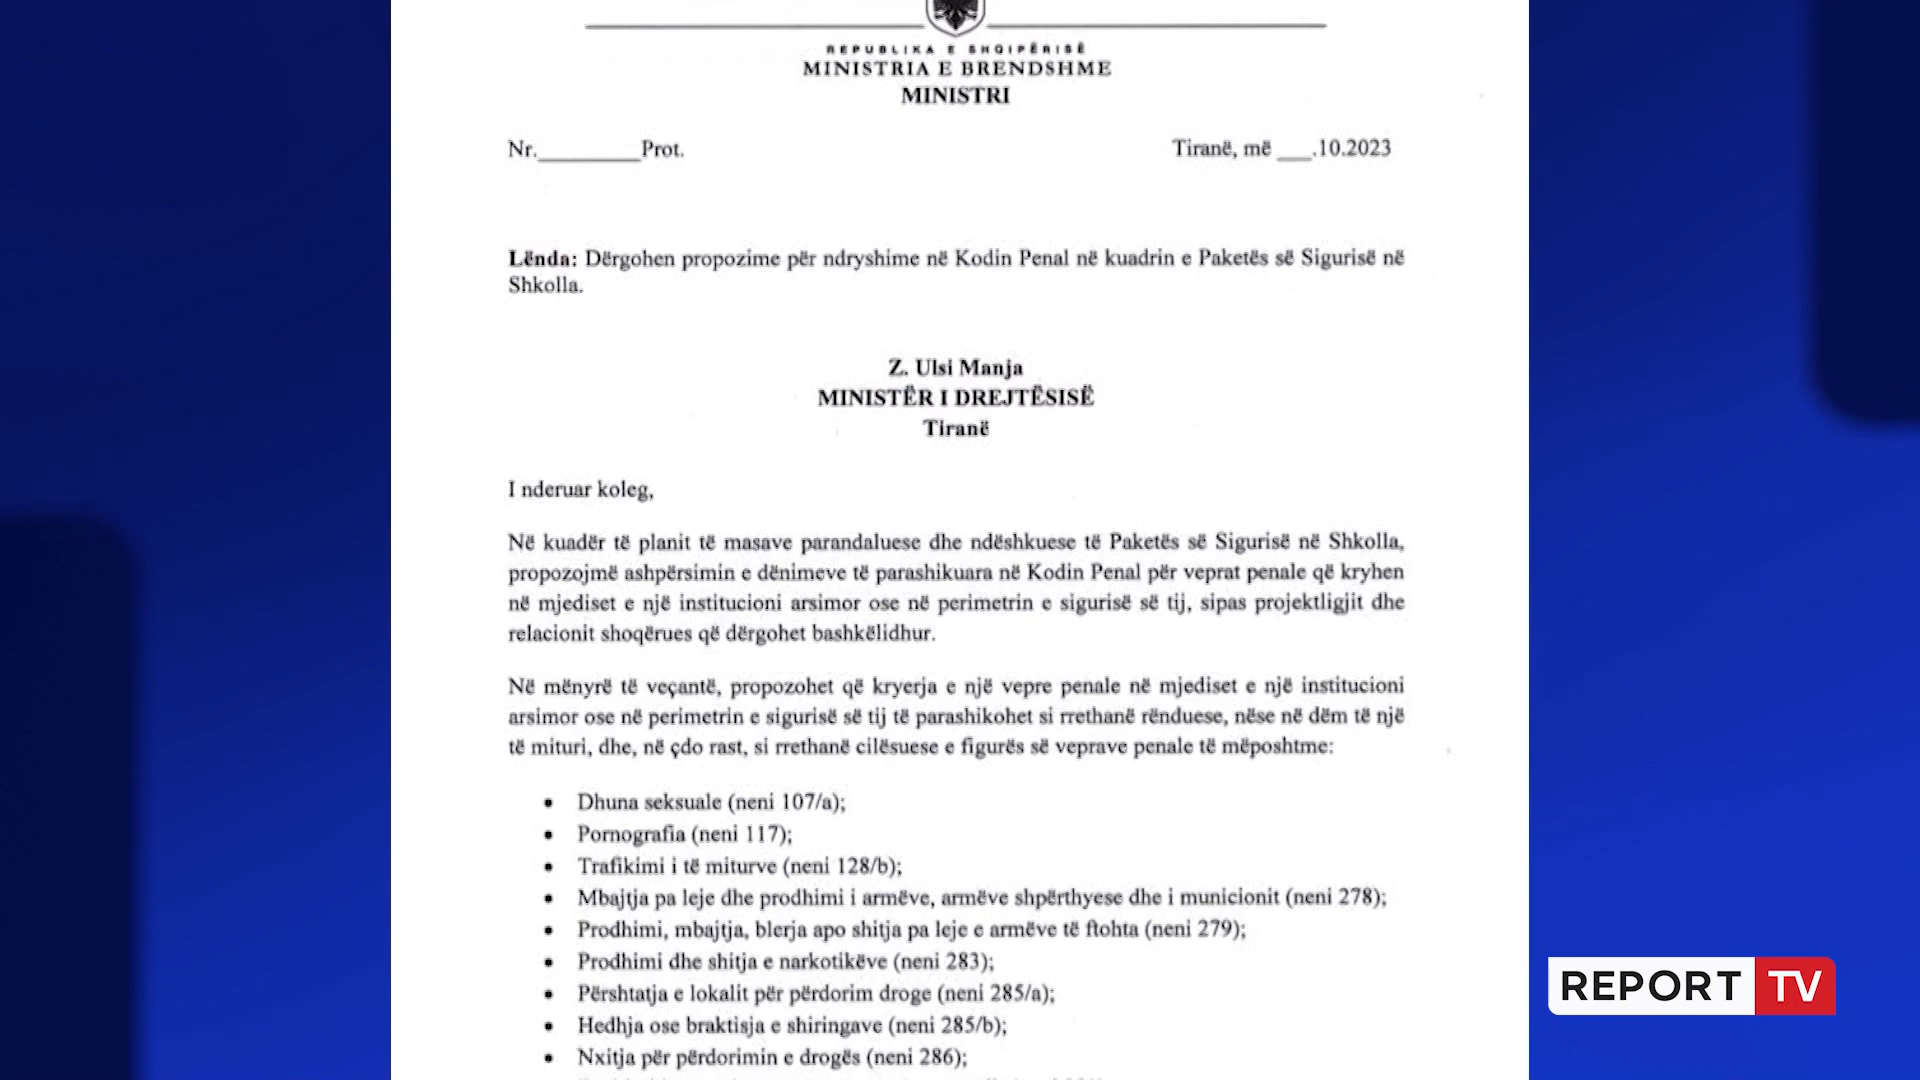 REPUBLIKA E SHQIPËRISË
MINISTRIA E BRENDSHME
MINISTRI
Nr.________Prot.
Tiranë, më ___.10.2023
Lënda: Dërgohen propozime për ndryshime në Kodin Penal në kuadrin e Paketës së Sigurisë në
Shkolla.
Z. Ulsi Manja
MINISTËR I DREJTËSISË
Tiranë
I nderuar koleg,
Në kuadër të planit të masave parandaluese dhe ndëshkuese të Paketës së Sigurisë në Shkolla,
propozojmë ashpërsimin e dënimeve të parashikuara në Kodin Penal për veprat penale që kryhen
në mjediset e një institucioni arsimor ose në perimetrin e sigurisë së tij, sipas projektligjit dhe
relacionit shoqërues që dërgohet bashkëlidhur.
Në mënyrë të veçantë, propozohet që kryerja e një vepre penale në mjediset e një institucioni
arsimor ose në perimetrin e sigurisë së tij të parashikohet si rrethanë rënduese, nëse në dëm të një
të mituri, dhe, në çdo rast, si rrethanë cilësuese e figurës së veprave penale të mëposhtme:
• Dhuna seksuale (neni 107/a);
• Pornografia (neni 117);
• Trafikimi i të miturve (neni 128/b);
• Mbajtja pa leje dhe prodhimi i armëve, armëve shpërthyese dhe i municionit (neni 278);
• Prodhimi, mbajtja, blerja apo shitja pa leje e armëve të ftohta (neni 279);
• Prodhimi dhe shitja e narkotikëve (neni 283);
• Përshtatja e lokalit për përdorim droge (neni 285/a);
• Hedhja ose braktisja e shiringave (neni 285/b);
• Nxitja për përdorimin e drogës (neni 286);
REPORT TV